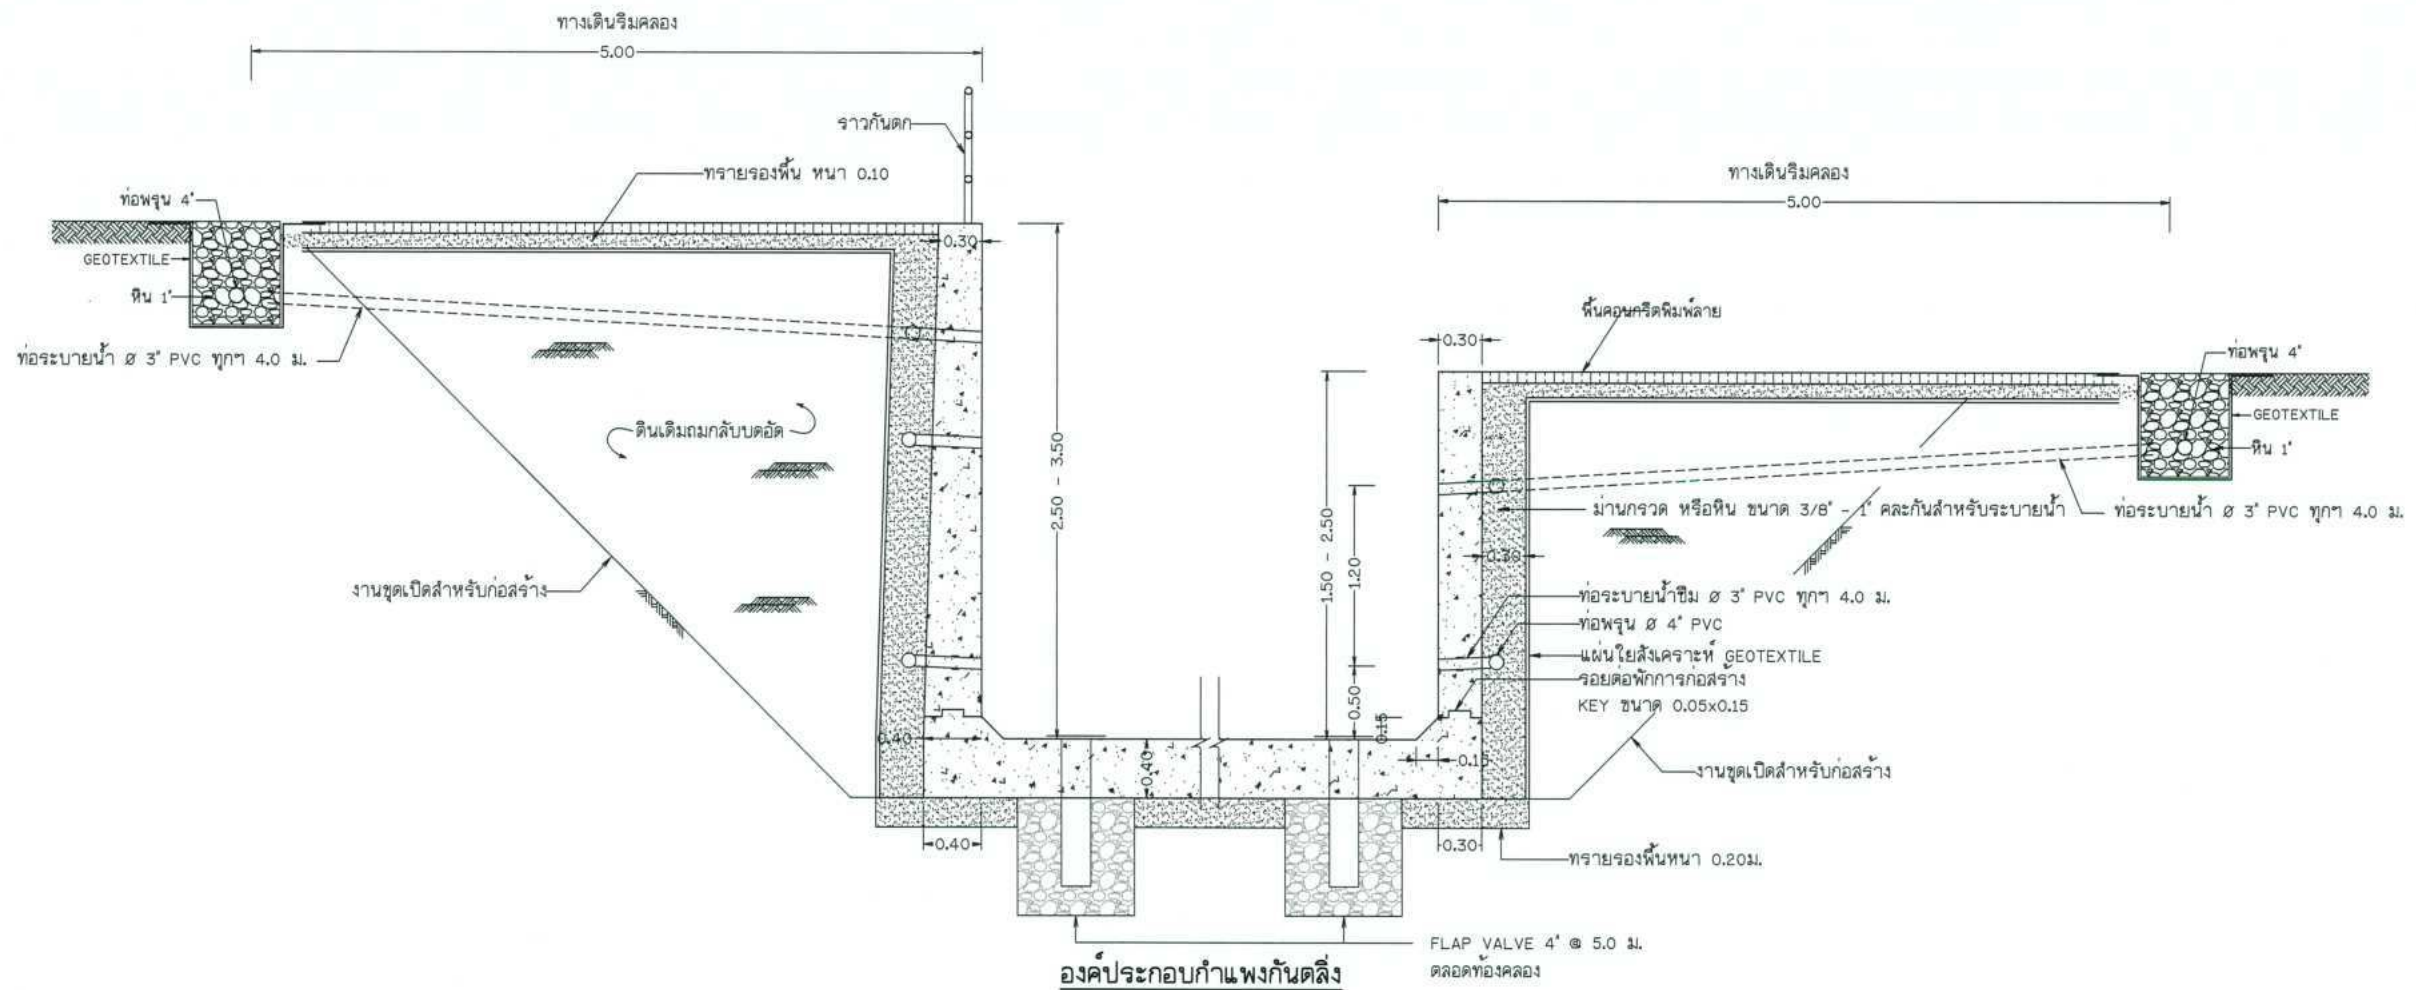 ทางเดินริมคลอง
5.00
ราวกันตก
ทรายรองพื้น หนา 0.10
ท่อพรุน 4"
GEOTEXTILE
หิน 1"
ท่อระบายน้ำ ø 3" PVC ทุกๆ 4.0 ม.
0.30
ดินเดิมถมกลับบดอัด
งานขุดเปิดสำหรับก่อสร้าง
2.50 - 3.50
0.40
0.40
0.40
ทางเดินริมคลอง
5.00
พื้นคอนกรีตพิมพ์ลาย
0.30
ท่อพรุน 4"
GEOTEXTILE
หิน 1"
ม่านกรวด หรือหิน ขนาด 3/8" - 1" คละกันสำหรับระบายน้ำ
ท่อระบายน้ำ ø 3" PVC ทุกๆ 4.0 ม.
1.50 - 2.50
1.20
0.30
ท่อระบายน้ำซึม ø 3" PVC ทุกๆ 4.0 ม.
ท่อพรุน ø 4" PVC
แผ่นใยสังเคราะห์ GEOTEXTILE
รอยต่อพักการก่อสร้าง
KEY ขนาด 0.05x0.15
0.50
0.15
0.15
งานขุดเปิดสำหรับก่อสร้าง
0.30
ทรายรองพื้นหนา 0.20ม.
FLAP VALVE 4" @ 5.0 ม.
ตลอดท้องคลอง
องค์ประกอบกำแพงกันตลิ่ง